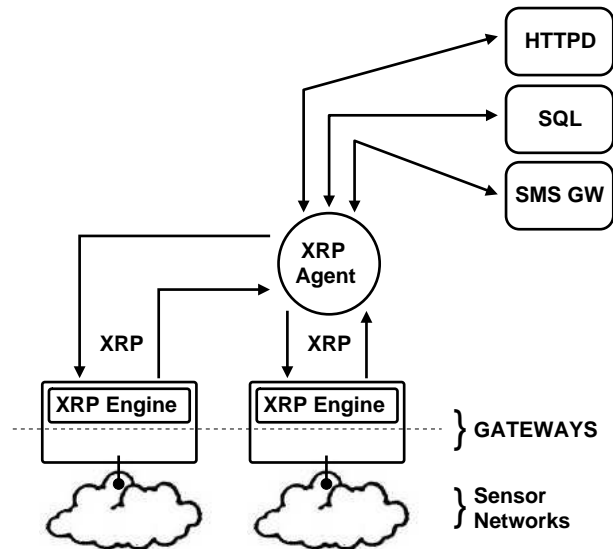 HTTPD
SQL
SMS GW
XRP
Agent
XRP
XRP
XRP Engine
XRP Engine
} GATEWAYS
} Sensor
Networks